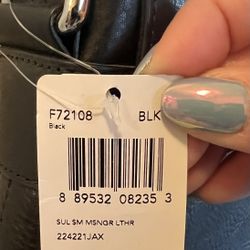 F72108 BLK
Black
8 89532 08235 3
SUL SM MSNGR LTHR
224221JAX